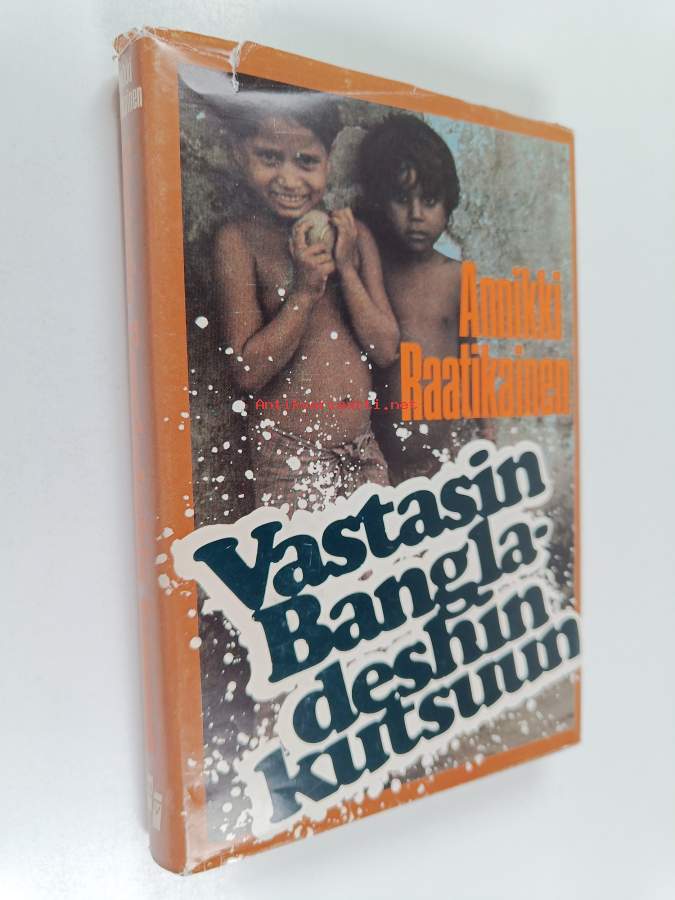 Annikki
Raatikainen
Antikvariaatti.net
Vastasin
Bangla-
deshin
kutsuun